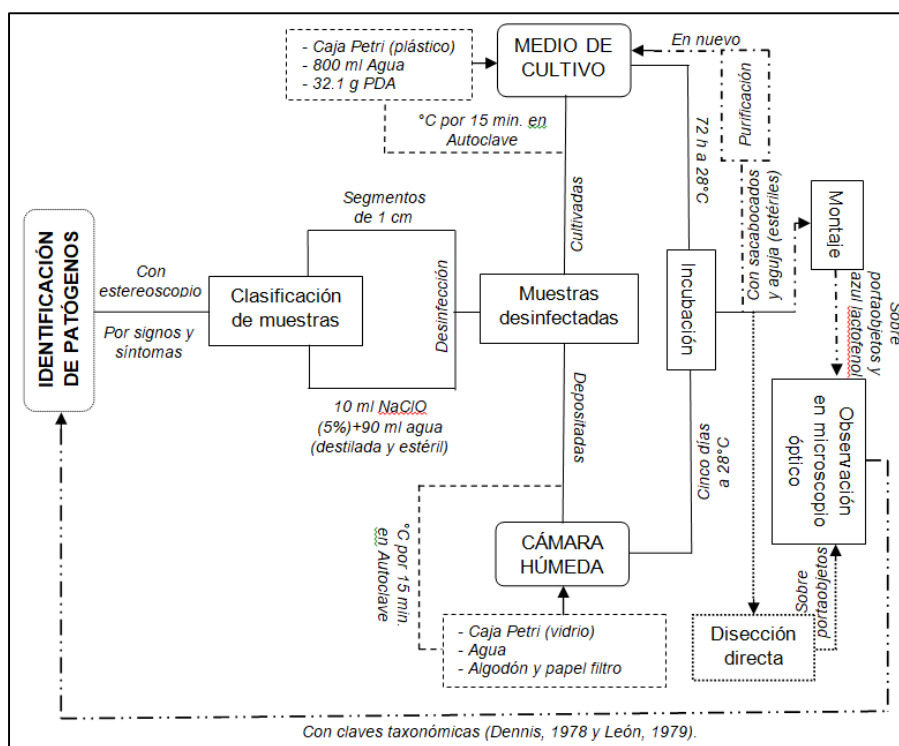 - Caja Petri (plástico)
- 800 ml Agua
- 32.1 g PDA
MEDIO DE
CULTIVO
En nuevo
°C por 15 min. en
Autoclave
Purificación
72 h a 28°C
Cultivadas
Segmentos
de 1 cm
IDENTIFICACIÓN
DE PATÓGENOS
Con
estereoscopio
Por signos y
síntomas
Clasificación
de muestras
Desinfección
10 ml NaClO
(5%)+90 ml agua
(destilada y estéril)
Muestras
desinfectadas
Incubación
Con sacabocados
y aguja (estériles)
Montaje
Sobre
portaobjetos y
azul lactofenol
Observación
en microscopio
óptico
Depositadas
Cinco días
a 28°C
°C por 15 min.
en Autoclave
CÁMARA
HÚMEDA
- Caja Petri (vidrio)
- Agua
- Algodón y papel filtro
Disección
directa
Sobre
portaobjetos
Con claves taxonómicas (Dennis, 1978 y León, 1979).